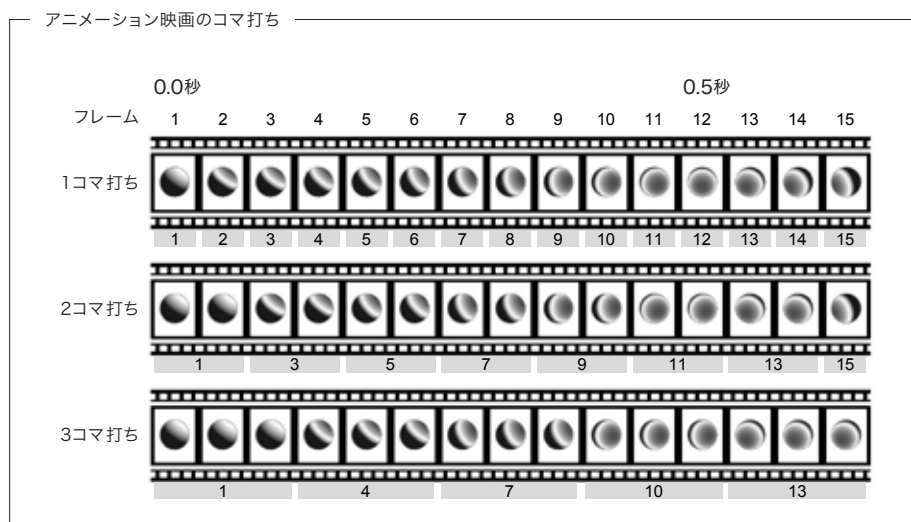 アニメーション映画のコマ打ち
0.0秒 0.5秒
フレーム 1 2 3 4 5 6 7 8 9 10 11 12 13 14 15
1コマ打ち
1 2 3 4 5 6 7 8 9 10 11 12 13 14 15
2コマ打ち
1 3 5 7 9 11 13 15
3コマ打ち
1 4 7 10 13